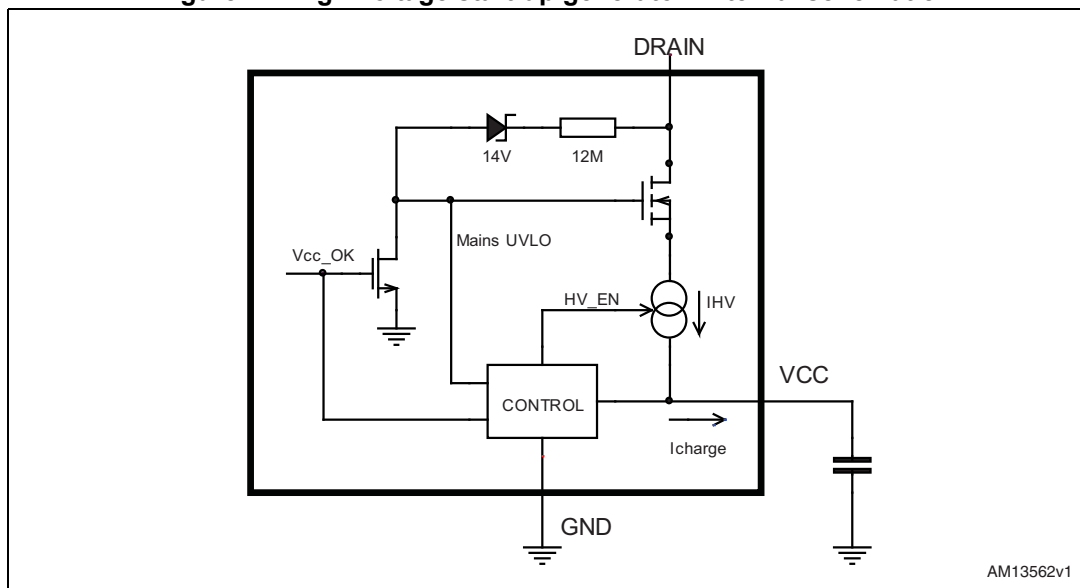 DRAIN
14V
12M
Mains UVLO
Vcc_OK
HV_EN
IHV
VCC
CONTROL
Icharge
GND
AM13562v1